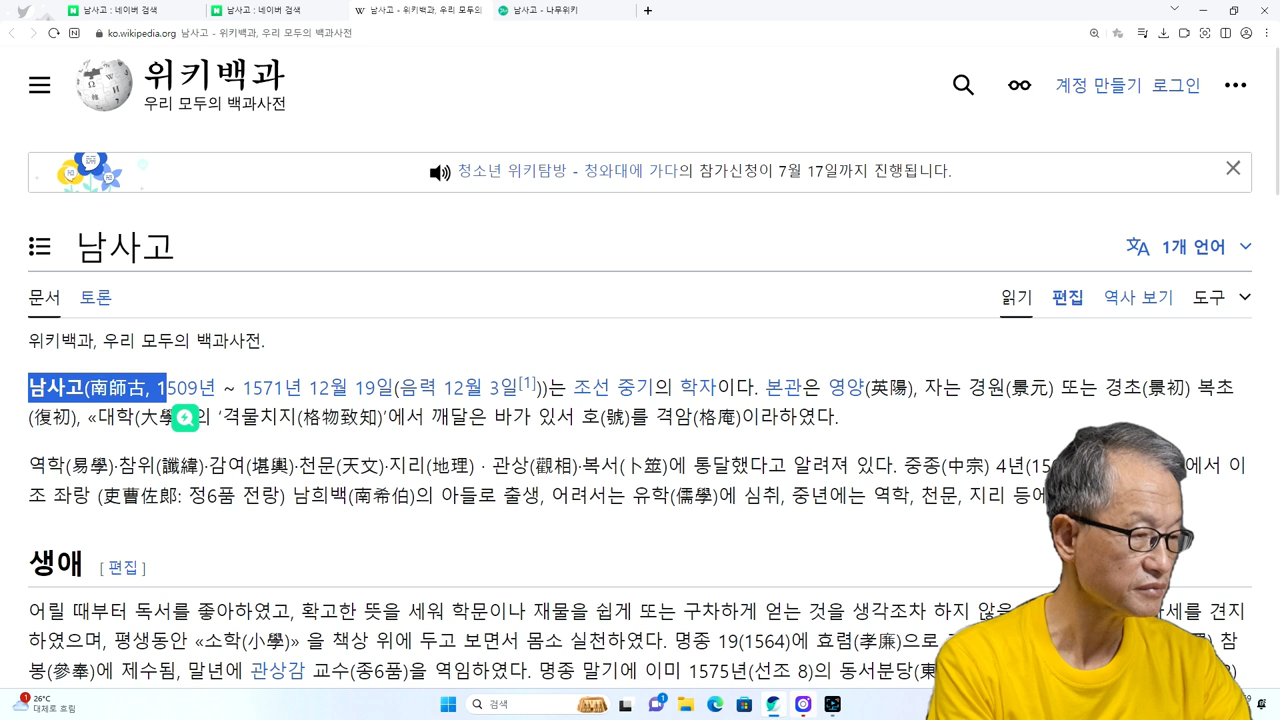 남사고 : 네이버 검색
남사고 : 네이버 검색
남사고 - 위키백과, 우리 모두의
남사고 - 나무위키
ko.wikipedia.org 남사고 - 위키백과, 우리 모두의 백과사전
위키백과
우리 모두의 백과사전
계정 만들기 로그인
청소년 위키탐방 - 청와대에 가다의 참가신청이 7월 17일까지 진행됩니다.
남사고
1개 언어
문서 토론
읽기 편집 역사 보기 도구
위키백과, 우리 모두의 백과사전.
남사고(南師古, 1509년 ~ 1571년 12월 19일(음력 12월 3일[1]))는 조선 중기의 학자이다. 본관은 영양(英陽), 자는 경원(景元) 또는 경초(景初) 복초
(復初), «대학(大學 의 ‘격물치지(格物致知)’에서 깨달은 바가 있서 호(號)를 격암(格庵)이라하였다.
역학(易學)·참위(讖緯)·감여(堪輿)·천문(天文)·지리(地理) · 관상(觀相)·복서(卜筮)에 통달했다고 알려져 있다. 중종(中宗) 4년(15 에서 이
조 좌랑 (吏曹佐郎: 정6품 전랑) 남희백(南希伯)의 아들로 출생, 어려서는 유학(儒學)에 심취, 중년에는 역학, 천문, 지리 등에
생애 [ 편집 ]
어릴 때부터 독서를 좋아하였고, 확고한 뜻을 세워 학문이나 재물을 쉽게 또는 구차하게 얻는 것을 생각조차 하지 않은 세를 견지
하였으며, 평생동안 «소학(小學)» 을 책상 위에 두고 보면서 몸소 실천하였다. 명종 19(1564)에 효렴(孝廉)으로 참
봉(參奉)에 제수됨, 말년에 관상감 교수(종6품)을 역임하였다. 명종 말기에 이미 1575년(선조 8)의 동서분당(東
1
26°C
대체로 흐림
검색
1